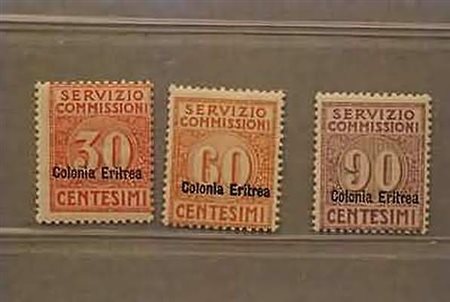 SERVIZIO
COMMISSIONI
30
Colonia Eritrea
CENTESIMI
SERVIZIO
COMMISSIONI
60
Colonia Eritrea
CENTESIMI
SERVIZIO
COMMISSIONI
90
Colonia Eritrea
CENTESIMI